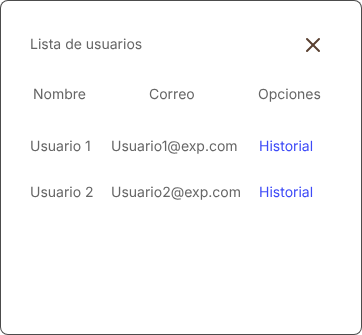 Lista de usuarios
Nombre Correo Opciones
Usuario 1 Usuario1@exp.com Historial
Usuario 2 Usuario2@exp.com Historial